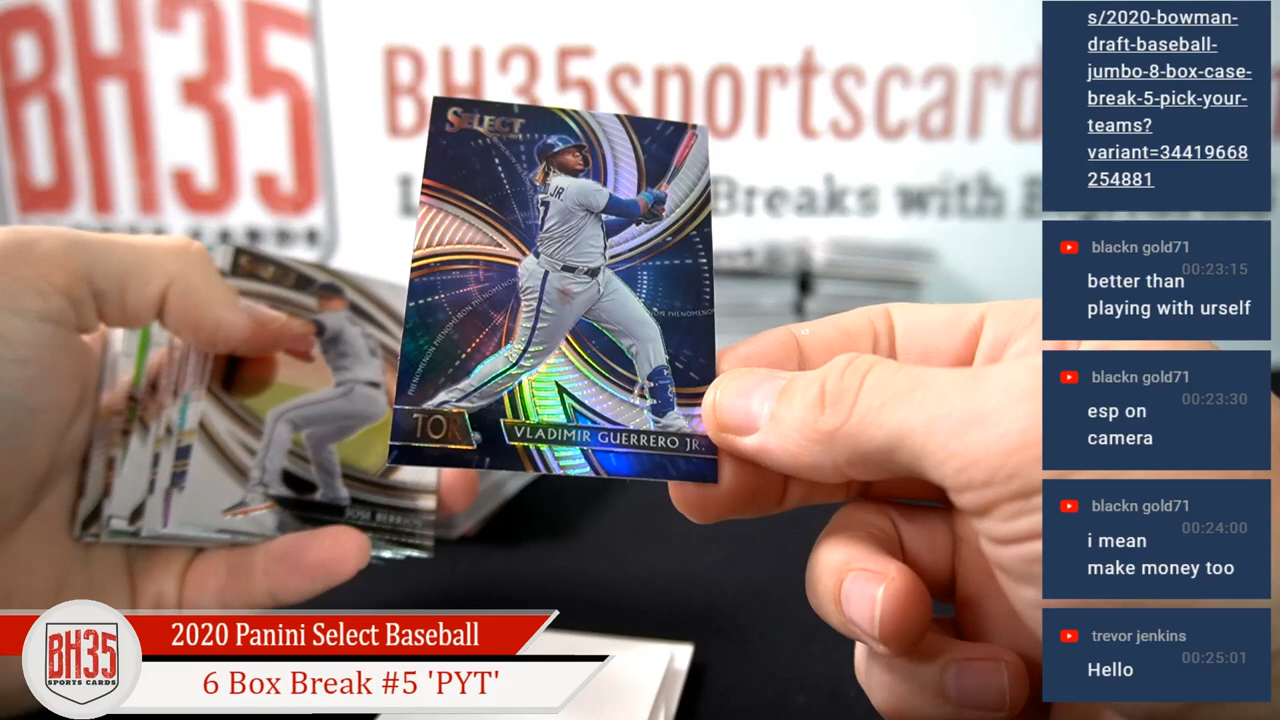 BH35
BH35sportscard
Breaks with
SELECT
JR.
PHENOMENON
PHENOMENON PHENOMENON
TOR
VLADIMIR GUERRERO JR.
JOSE BERRIOS
BH35
SPORTS CARDS
2020 Panini Select Baseball
6 Box Break #5 'PYT'
s/2020-bowman-
draft-baseball-
jumbo-8-box-case-
break-5-pick-your-
teams?
variant=34419668
254881
blackn gold71
00:23:15
better than
playing with urself
blackn gold71
00:23:30
esp on
camera
blackn gold71
00:24:00
i mean
make money too
trevor jenkins
00:25:01
Hello